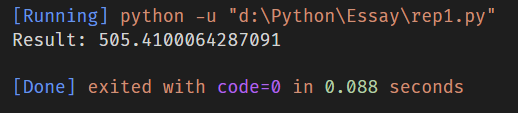 [Running] python -u "d:\Python\Essay\rep1.py"
Result: 505.4100064287091
[Done] exited with code=0 in 0.088 seconds